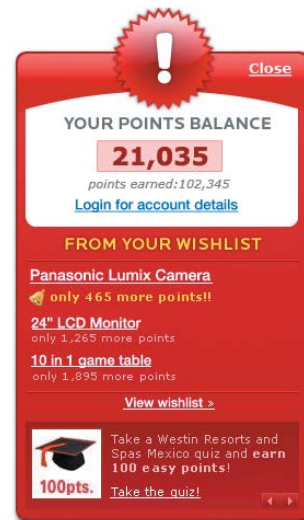 !
Close
YOUR POINTS BALANCE
21,035
points earned:102,345
Login for account details
FROM YOUR WISHLIST
Panasonic Lumix Camera
only 465 more points!!
24” LCD Monitor
only 1,265 more points
10 in 1 game table
only 1,895 more points
View wishlist »
Take a Westin Resorts and
Spas Mexico quiz and earn
100 easy points!
100pts.
Take the quiz!